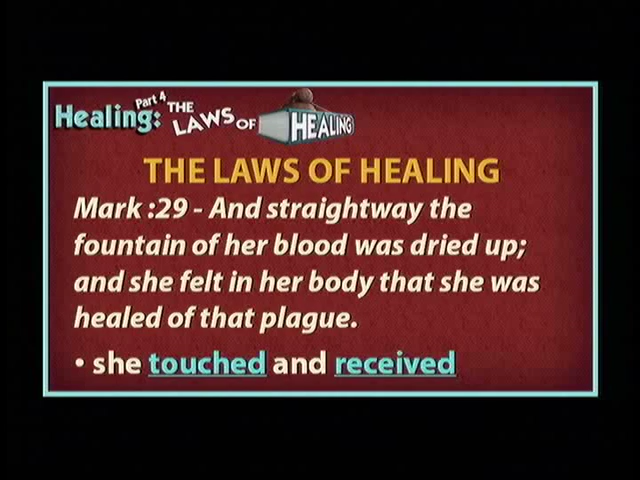 Healing: Part 4 THE LAWS OF HEALING
THE LAWS OF HEALING
Mark :29 - And straightway the
fountain of her blood was dried up;
and she felt in her body that she was
healed of that plague.
• she touched and received